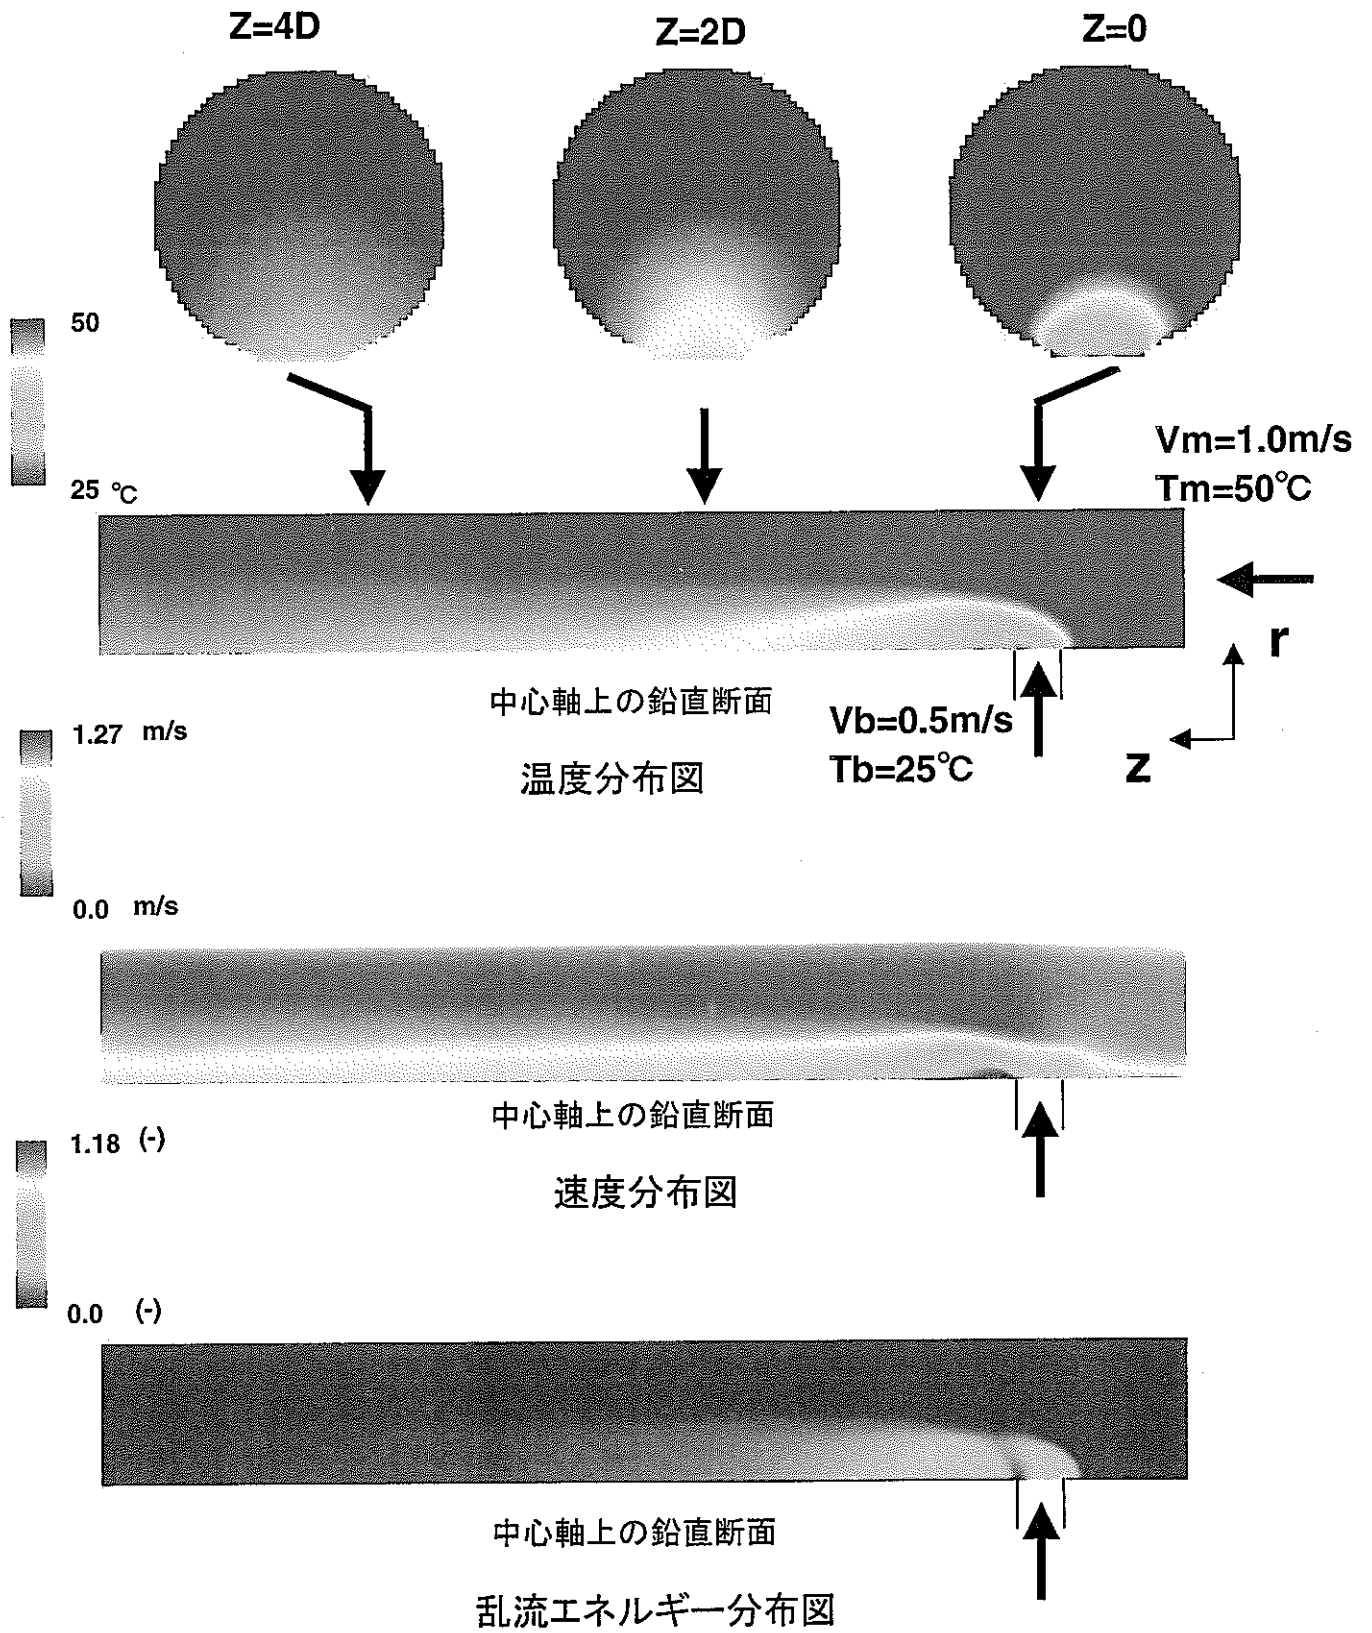 Z=4D
Z=2D
Z=0
50
25 ℃
Vm=1.0m/s
Tm=50℃
r
z
中心軸上の鉛直断面
Vb=0.5m/s
Tb=25℃
温度分布図
1.27 m/s
0.0 m/s
中心軸上の鉛直断面
速度分布図
1.18 (-)
0.0 (-)
中心軸上の鉛直断面
乱流エネルギー分布図